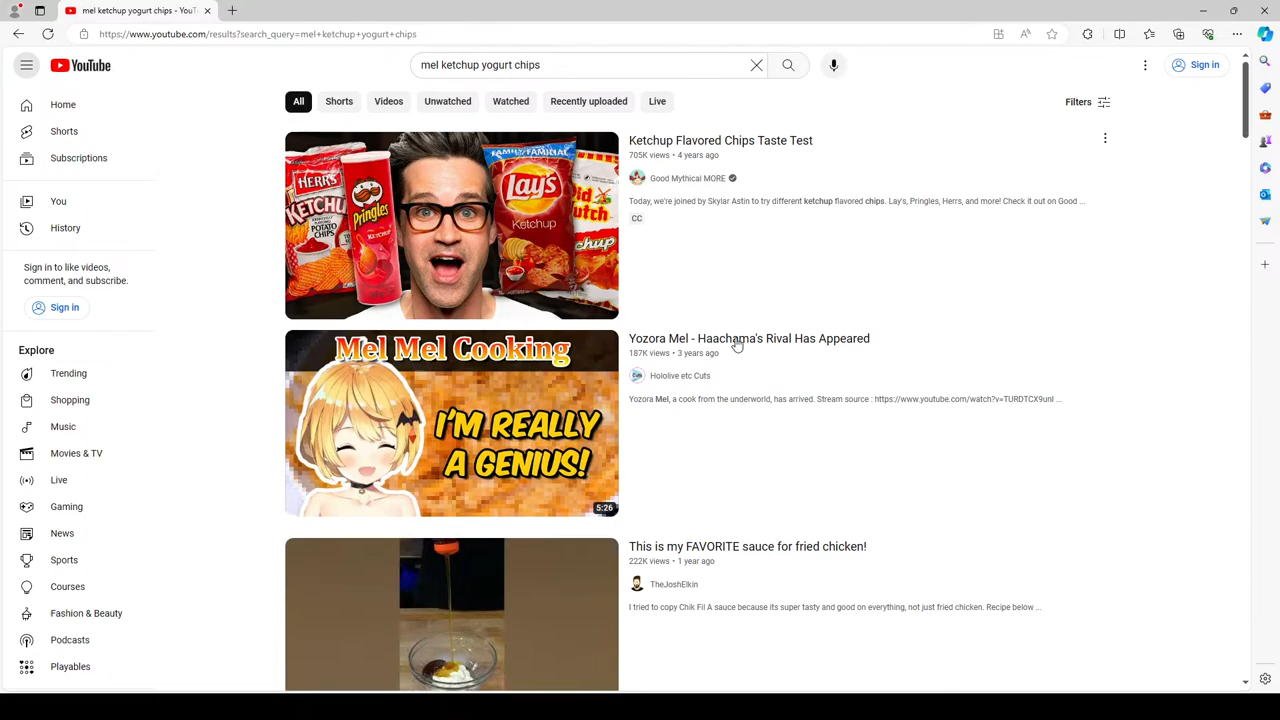 mel ketchup yogurt chips - YouT
https://www.youtube.com/results?search_query=mel+ketchup+yogurt+chips
YouTube
mel ketchup yogurt chips
Sign in
Home
Shorts
Subscriptions
You
History
Sign in to like videos,
comment, and subscribe.
Sign in
Explore
Trending
Shopping
Music
Movies & TV
Live
Gaming
News
Sports
Courses
Fashion & Beauty
Podcasts
Playables
All
Shorts
Videos
Unwatched
Watched
Recently uploaded
Live
Filters
HERR'S
KETCHUP
POTATO CHIPS
Pringles
FAMILY/FAMILIAL
Lay's
Ketchup
Ketchup Flavored Chips Taste Test
705K views • 4 years ago
Good Mythical MORE
Today, we're joined by Skylar Astin to try different ketchup flavored chips. Lay's, Pringles, Herrs, and more! Check it out on Good ...
CC
Mel Mel Cooking
I'M REALLY
A GENIUS!
5:26
Yozora Mel - Haachama's Rival Has Appeared
187K views • 3 years ago
Hololive etc Cuts
Yozora Mel, a cook from the underworld, has arrived. Stream source : https://www.youtube.com/watch?v=TURDTCX9unI ...
This is my FAVORITE sauce for fried chicken!
222K views • 1 year ago
TheJoshElkin
I tried to copy Chik Fil A sauce because its super tasty and good on everything, not just fried chicken. Recipe below ...